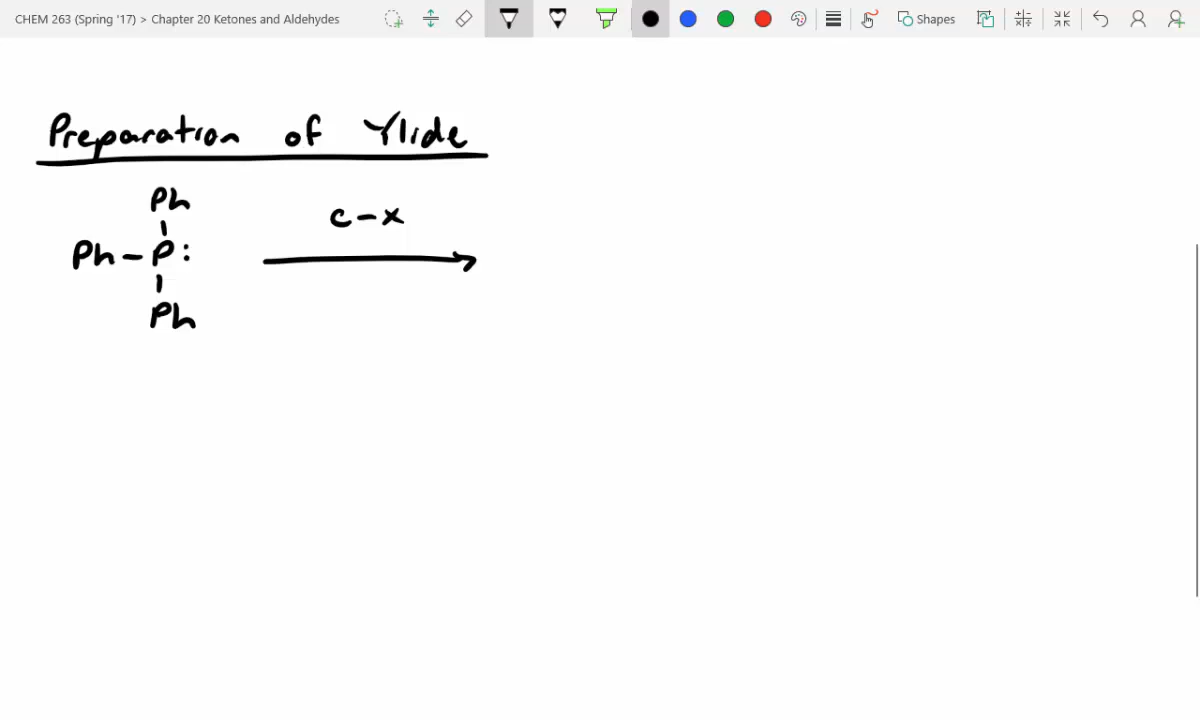 CHEM 263 (Spring '17) > Chapter 20 Ketones and Aldehydes
Shapes
Preparation of Ylide
Ph
c-x
Ph-P:
Ph